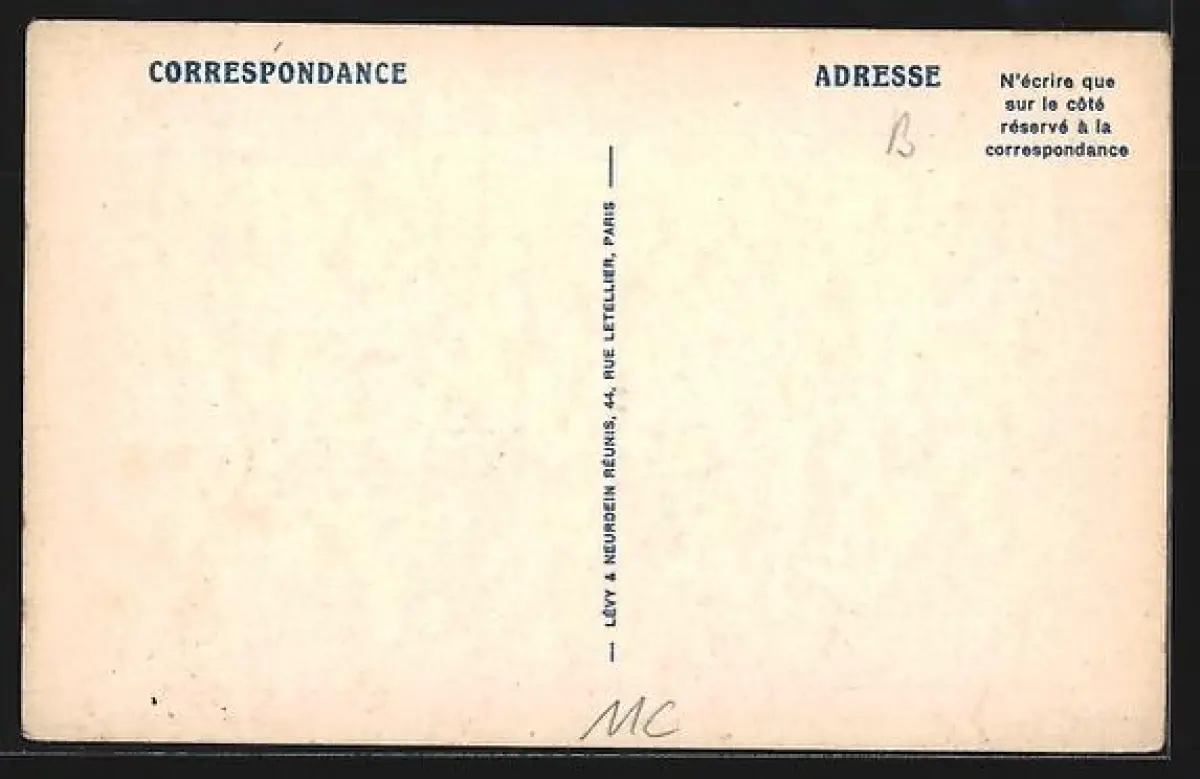 CORRESPONDANCE
ADRESSE
N'écrire que
sur le côté
réservé à la
correspondance
B
LÉVY & NEURDEIN RÉUNIS, 44, RUE LETELLIER, PARIS
MC